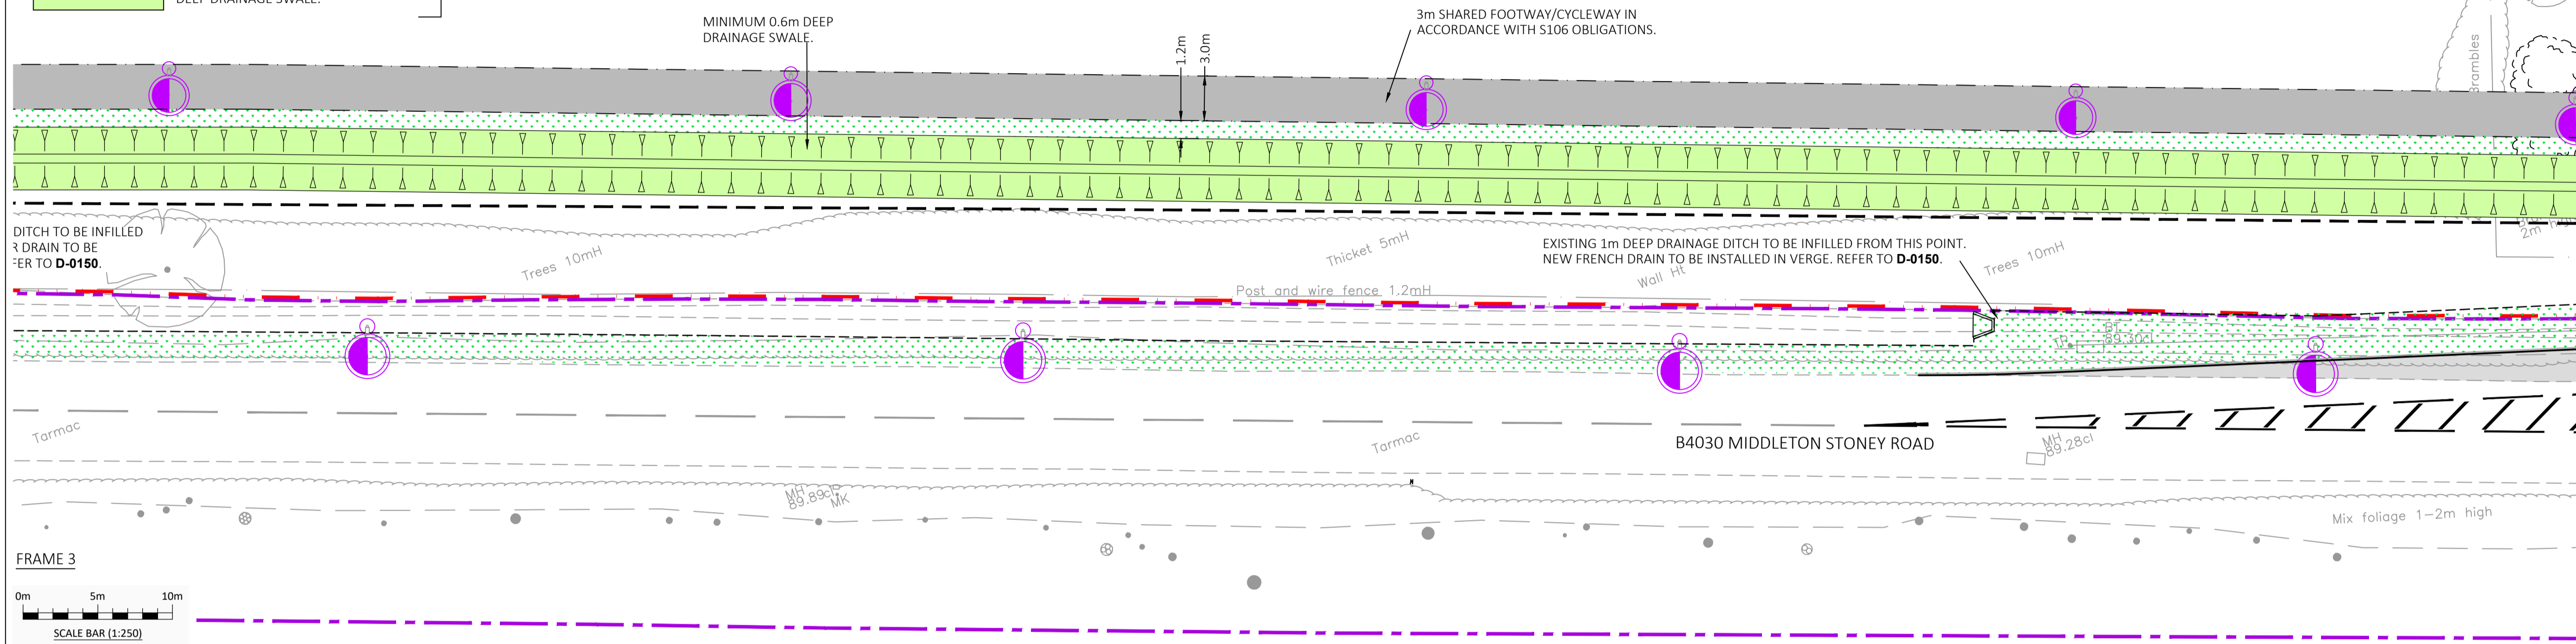 DEEP DRAINAGE SWALE.
MINIMUM 0.6m DEEP
DRAINAGE SWALE.
1.2m
3.0m
3m SHARED FOOTWAY/CYCLEWAY IN
ACCORDANCE WITH S106 OBLIGATIONS.
Brambles
DITCH TO BE INFILLED
R DRAIN TO BE
FER TO D-0150.
Trees 10mH
Thicket 5mH
Wall Ht
EXISTING 1m DEEP DRAINAGE DITCH TO BE INFILLED FROM THIS POINT.
NEW FRENCH DRAIN TO BE INSTALLED IN VERGE. REFER TO D-0150.
Trees 10mH
Post and wire fence 1.2mH
BT
89.30cl
TP
Tarmac
Tarmac
B4030 MIDDLETON STONEY ROAD
MH
89.28cl
MH
89.89cl
MK
Mix foliage 1-2m high
FRAME 3
0m 5m 10m
SCALE BAR (1:250)